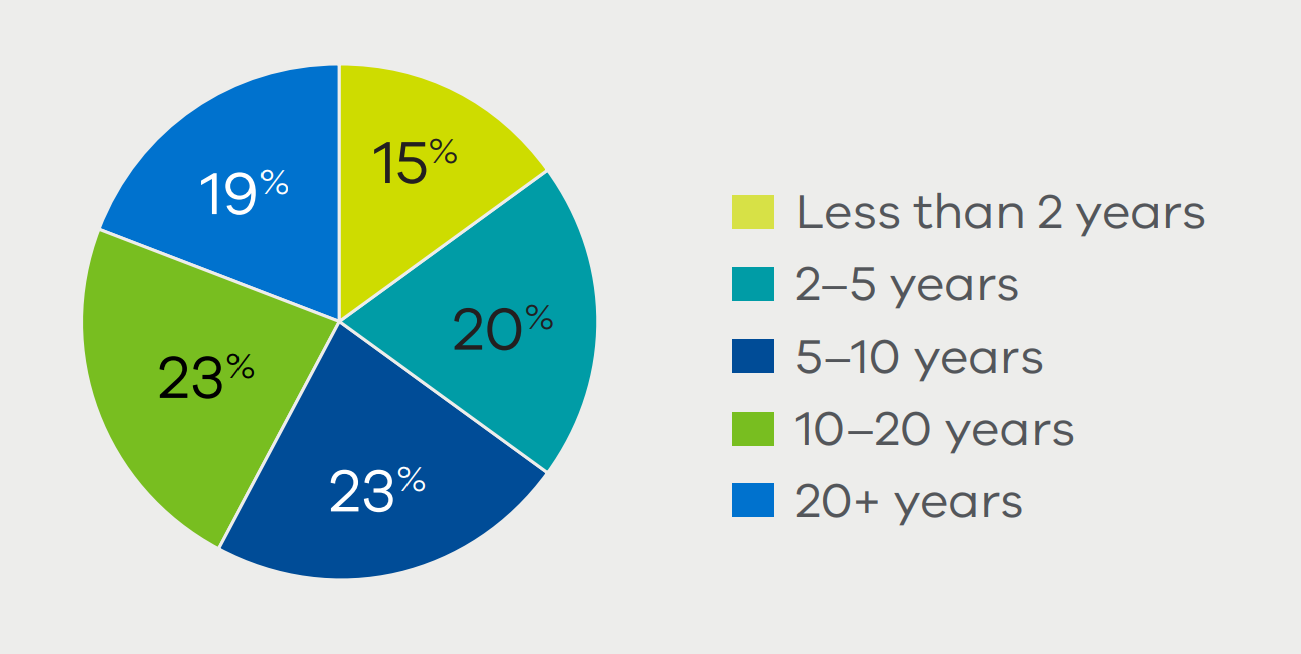 15%
19%
20%
23%
23%
Less than 2 years
2–5 years
5–10 years
10–20 years
20+ years